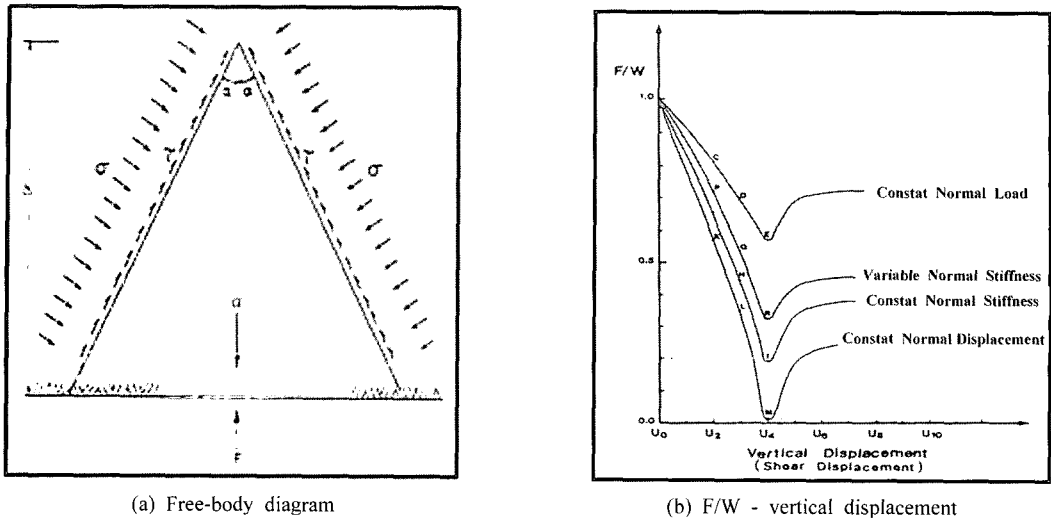 a a
σ
σ
F
(a) Free-body diagram
F/W
1.0
0.5
0.0
C
P
K
D
Q
H
L
E
R
I
M
Constat Normal Load
Variable Normal Stiffness
Constat Normal Stiffness
Constat Normal Displacement
U₀ U₂ U₄ U₆ U₈ U₁₀
Vertical Displacement
(Shear Displacement)
(b) F/W - vertical displacement